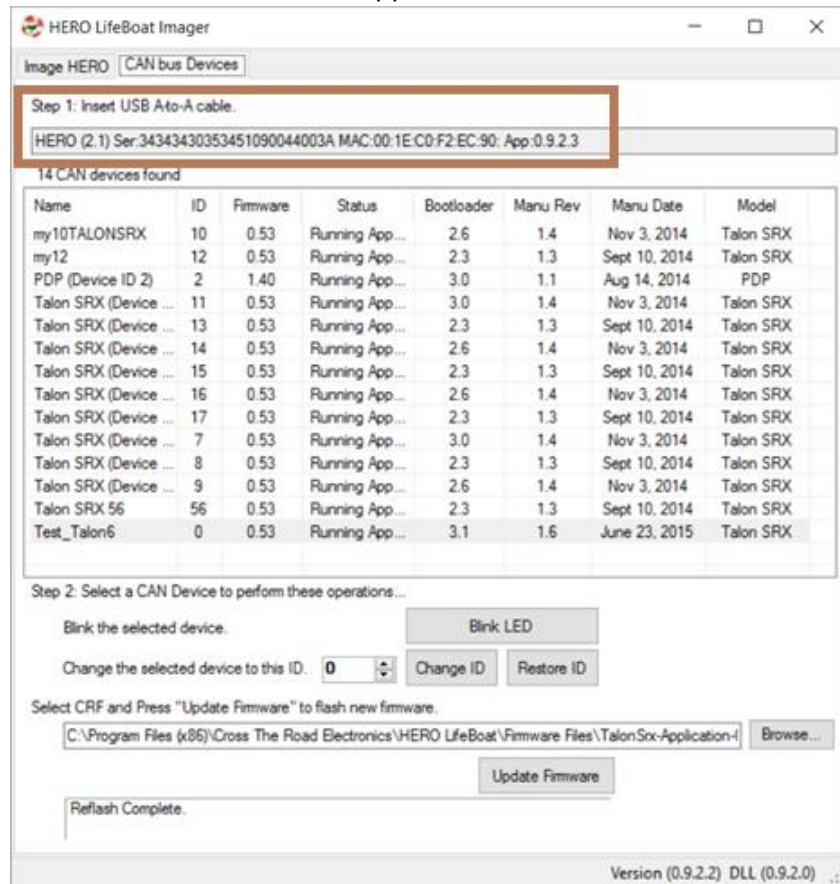 HERO LifeBoat Imager
Image HERO CAN bus Devices
Step 1: Insert USB A-to-A cable.
HERO (2.1) Ser:34343430353451090044003A MAC:00:1E:C0:F2:EC:90: App:0.9.2.3
14 CAN devices found
Name ID Firmware Status Bootloader Manu Rev Manu Date Model
my10TALONSRX 10 0.53 Running App... 2.6 1.4 Nov 3, 2014 Talon SRX
my12 12 0.53 Running App... 2.3 1.3 Sept 10, 2014 Talon SRX
PDP (Device ID 2) 2 1.40 Running App... 3.0 1.1 Aug 14, 2014 PDP
Talon SRX (Device ... 11 0.53 Running App... 3.0 1.4 Nov 3, 2014 Talon SRX
Talon SRX (Device ... 13 0.53 Running App... 2.3 1.3 Sept 10, 2014 Talon SRX
Talon SRX (Device ... 14 0.53 Running App... 2.6 1.4 Nov 3, 2014 Talon SRX
Talon SRX (Device ... 15 0.53 Running App... 2.3 1.3 Sept 10, 2014 Talon SRX
Talon SRX (Device ... 16 0.53 Running App... 2.6 1.4 Nov 3, 2014 Talon SRX
Talon SRX (Device ... 17 0.53 Running App... 2.3 1.3 Sept 10, 2014 Talon SRX
Talon SRX (Device ... 7 0.53 Running App... 3.0 1.4 Nov 3, 2014 Talon SRX
Talon SRX (Device ... 8 0.53 Running App... 2.3 1.3 Sept 10, 2014 Talon SRX
Talon SRX (Device ... 9 0.53 Running App... 2.6 1.4 Nov 3, 2014 Talon SRX
Talon SRX 56 56 0.53 Running App... 2.3 1.3 Sept 10, 2014 Talon SRX
Test_Talon6 0 0.53 Running App... 3.1 1.6 June 23, 2015 Talon SRX
Step 2: Select a CAN Device to perform these operations...
Blink the selected device. Blink LED
Change the selected device to this ID. 0 Change ID Restore ID
Select CRF and Press "Update Firmware" to flash new firmware.
C:\Program Files (x86)\Cross The Road Electronics\HERO LifeBoat\Firmware Files\TalonSrx-Application-( Browse...
Update Firmware
Reflash Complete.
Version (0.9.2.2) DLL (0.9.2.0)